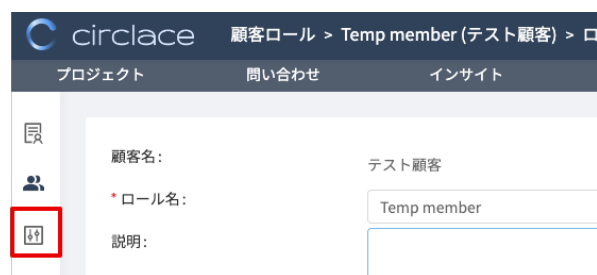 circlace 顧客ロール > Temp member (テスト顧客) > ロ
プロジェクト 問い合わせ インサイト
顧客名: テスト顧客
* ロール名: Temp member
説明: